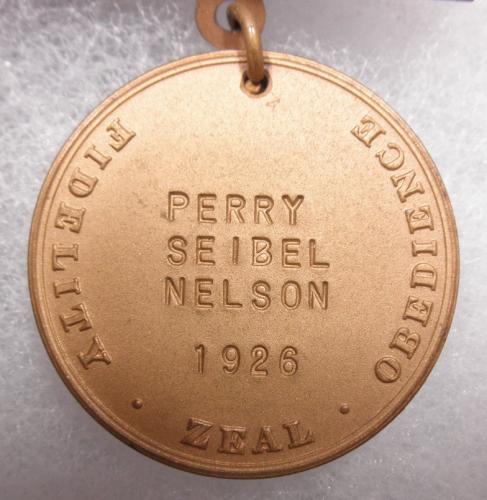 FIDELITY
ZEAL
OBEDIENCE
PERRY
SEIBEL
NELSON
1926